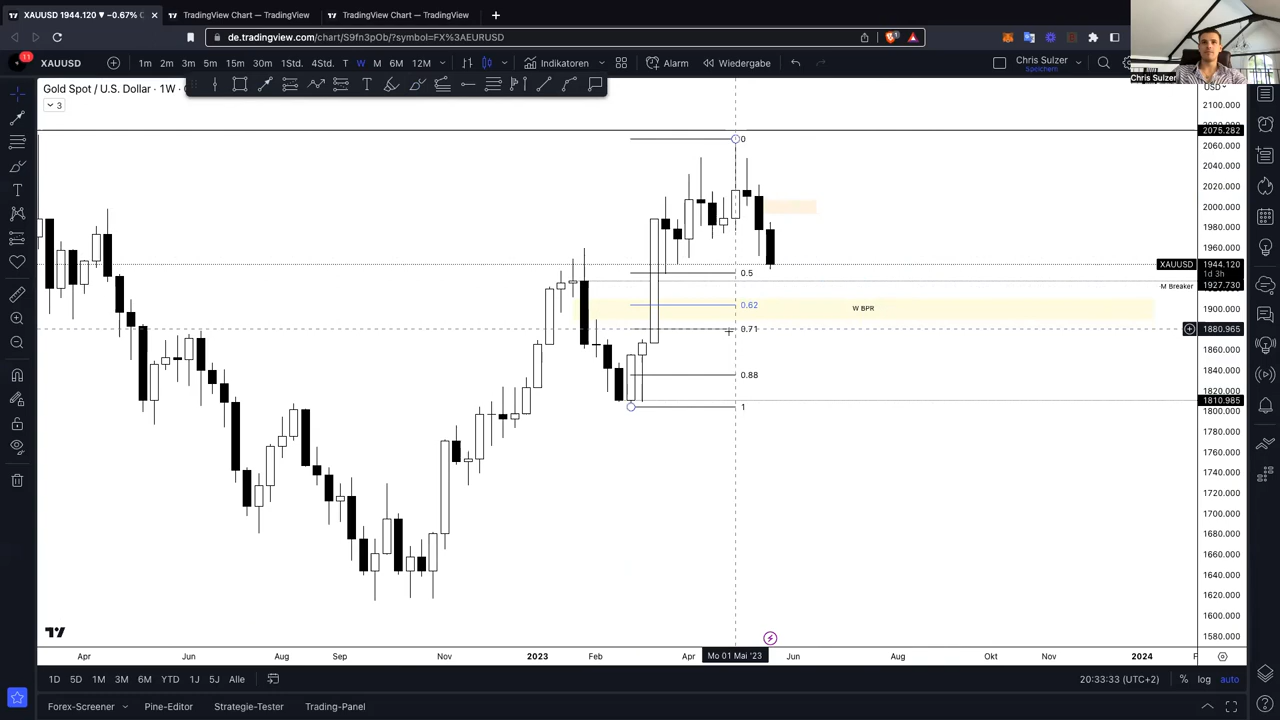 XAUUSD 1944.120 ▼ −0.67%
TradingView Chart — TradingView
TradingView Chart — TradingView
de.tradingview.com/chart/S9fn3pOb/?symbol=FX%3AEURUSD
11
XAUUSD
1m 2m 3m 5m 15m 30m 1Std. 4Std. T W M 6M 12M
Indikatoren
Alarm
Wiedergabe
Chris Sulzer
Speichern
Chris Sulzer
Gold Spot / U.S. Dollar · 1W ·
3
USD
2100.000
2075.282
2060.000
2040.000
2020.000
2000.000
1980.000
1960.000
XAUUSD 1944.120
1d 3h
1927.730
M Breaker
1900.000
1880.965
1860.000
1840.000
1820.000
1810.985
1800.000
1780.000
1760.000
1740.000
1720.000
1700.000
1680.000
1660.000
1640.000
1620.000
1600.000
1580.000
0
0.5
0.62
W BPR
0.71
0.88
1
Apr Jun Aug Sep Nov 2023 Feb Apr Mo 01 Mai '23 Jun Aug Okt Nov 2024
1D 5D 1M 3M 6M YTD 1J 5J Alle
20:33:33 (UTC+2)
% log auto
Forex-Screener
Pine-Editor
Strategie-Tester
Trading-Panel